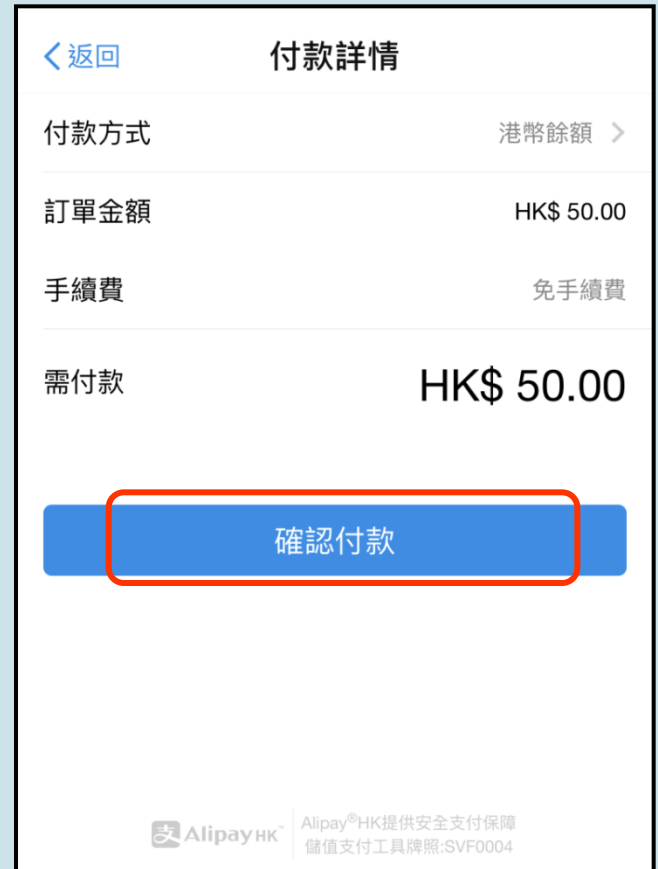 返回 付款詳情
付款方式 港幣餘額
訂單金額 HK$ 50.00
手續費 免手續費
需付款 HK$ 50.00
確認付款
支 Alipay HK™
Alipay®HK提供安全支付保障
儲值支付工具牌照:SVF0004